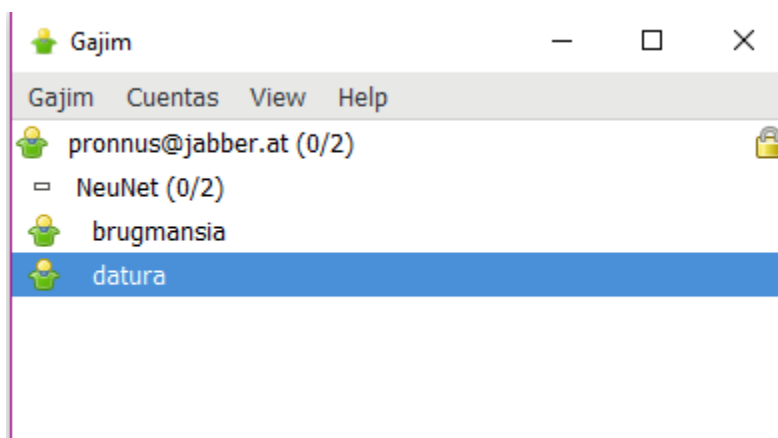 Gajim
Gajim Cuentas View Help
pronnus@jabber.at (0/2)
NeuNet (0/2)
brugmansia
datura